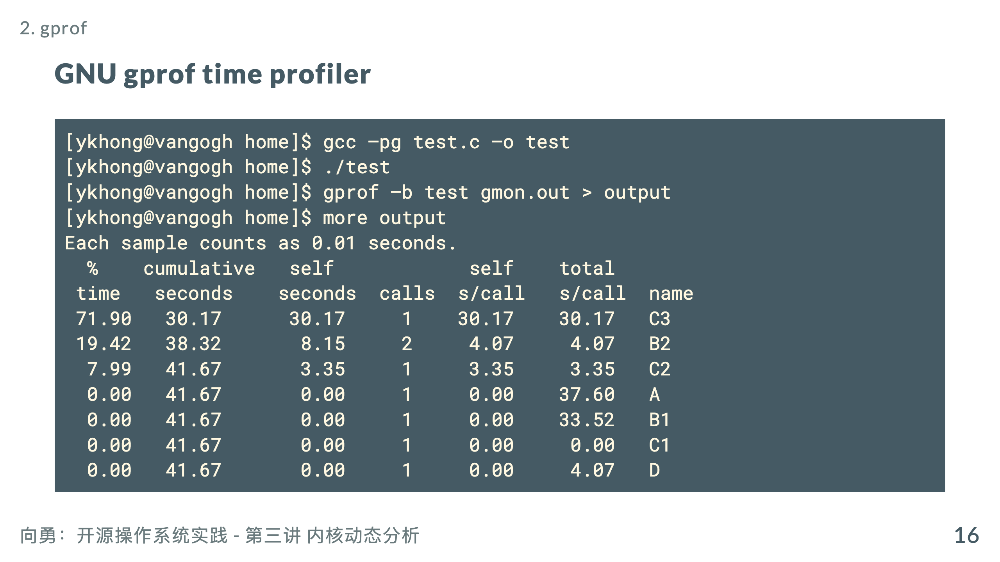 2. gprof
GNU gprof time profiler
[ykhong@vangogh home]$ gcc –pg test.c –o test
[ykhong@vangogh home]$ ./test
[ykhong@vangogh home]$ gprof –b test gmon.out > output
[ykhong@vangogh home]$ more output
Each sample counts as 0.01 seconds.
  %    cumulative   self            self    total
 time   seconds    seconds  calls  s/call   s/call  name
 71.90   30.17      30.17     1    30.17    30.17   C3
 19.42   38.32       8.15     2     4.07     4.07   B2
  7.99   41.67       3.35     1     3.35     3.35   C2
  0.00   41.67       0.00     1     0.00    37.60   A
  0.00   41.67       0.00     1     0.00    33.52   B1
  0.00   41.67       0.00     1     0.00     0.00   C1
  0.00   41.67       0.00     1     0.00     4.07   D
向勇：开源操作系统实践 - 第三讲 内核动态分析
16